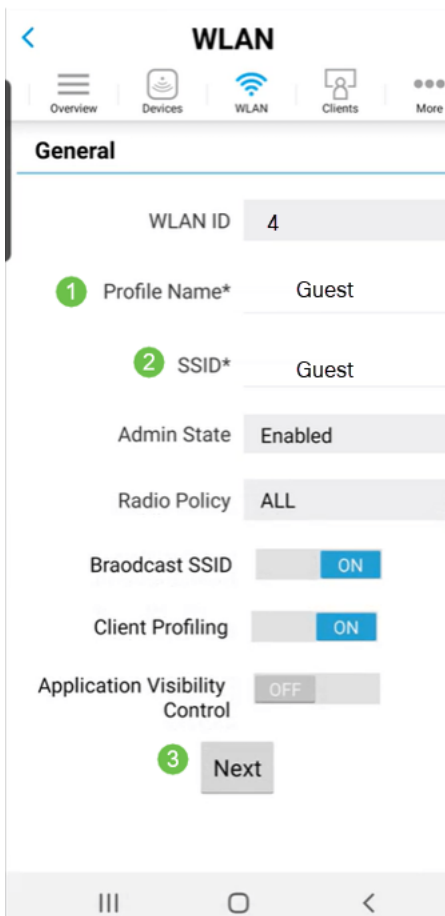 WLAN
Overview Devices WLAN Clients More
General
WLAN ID 4
1 Profile Name* Guest
2 SSID* Guest
Admin State Enabled
Radio Policy ALL
Braodcast SSID ON
Client Profiling ON
Application Visibility OFF
Control
3 Next